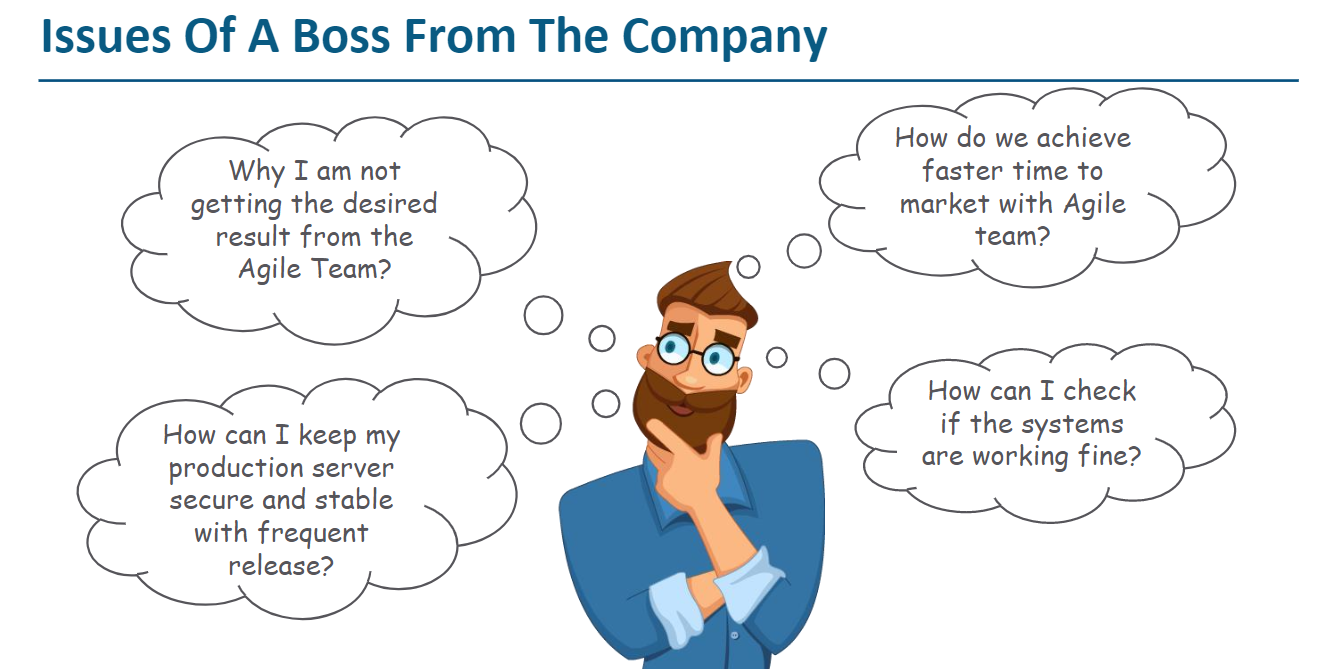 Issues Of A Boss From The Company
Why I am not
getting the desired
result from the
Agile Team?
How do we achieve
faster time to
market with Agile
team?
How can I keep my
production server
secure and stable
with frequent
release?
How can I check
if the systems
are working fine?